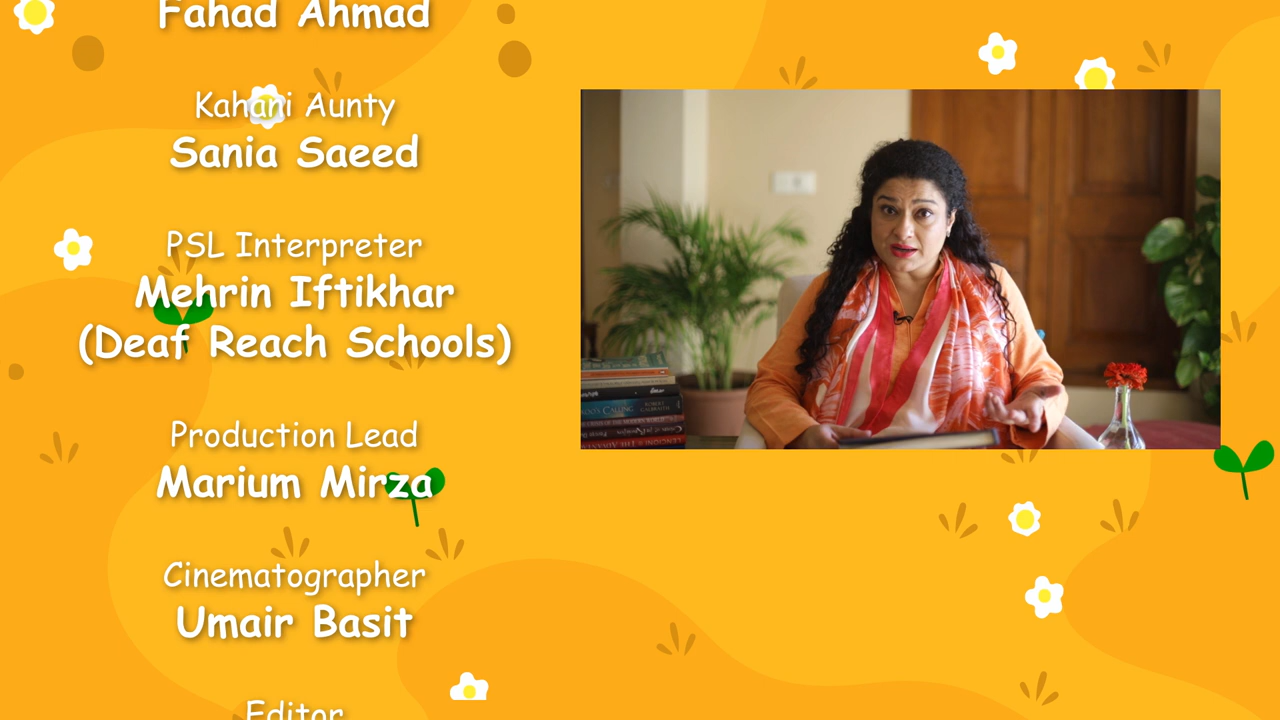 Fahad Ahmad
Kahani Aunty
Sania Saeed
PSL Interpreter
Mehrin Iftikhar
(Deaf Reach Schools)
Production Lead
Marium Mirza
Cinematographer
Umair Basit
Editor